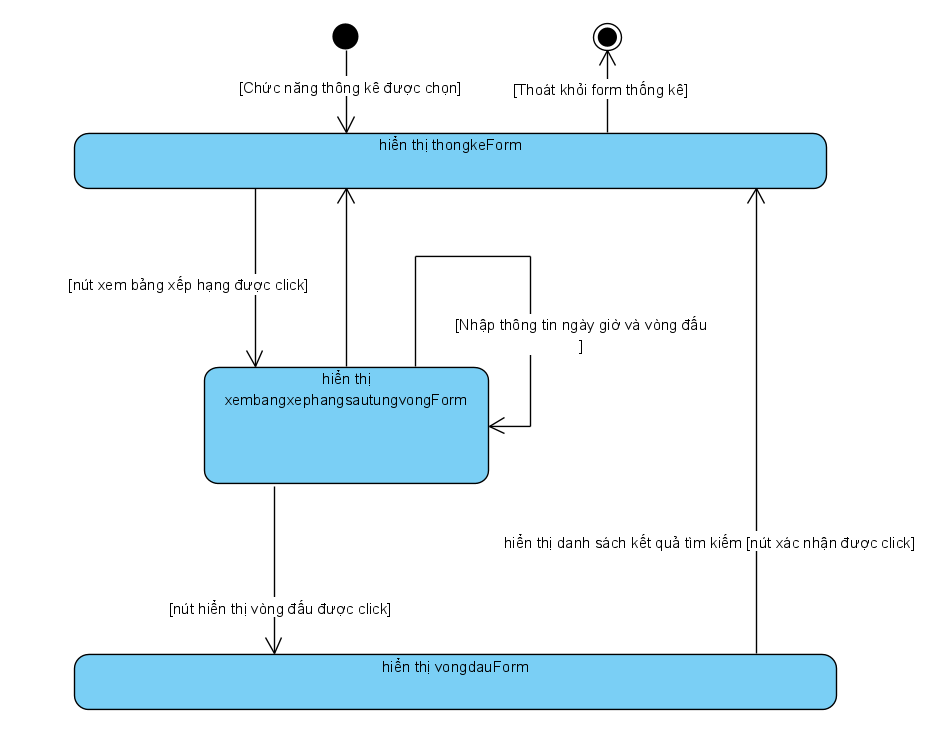 [Chức năng thông kê được chọn]
[Thoát khỏi form thống kê]
hiển thị thongkeForm
[nút xem bảng xếp hạng được click]
[Nhập thông tin ngày giờ và vòng đấu
]
hiển thị
xembangxephangsautungvongForm
hiển thị danh sách kết quả tìm kiếm [nút xác nhận được click]
[nút hiển thị vòng đấu được click]
hiển thị vongdauForm